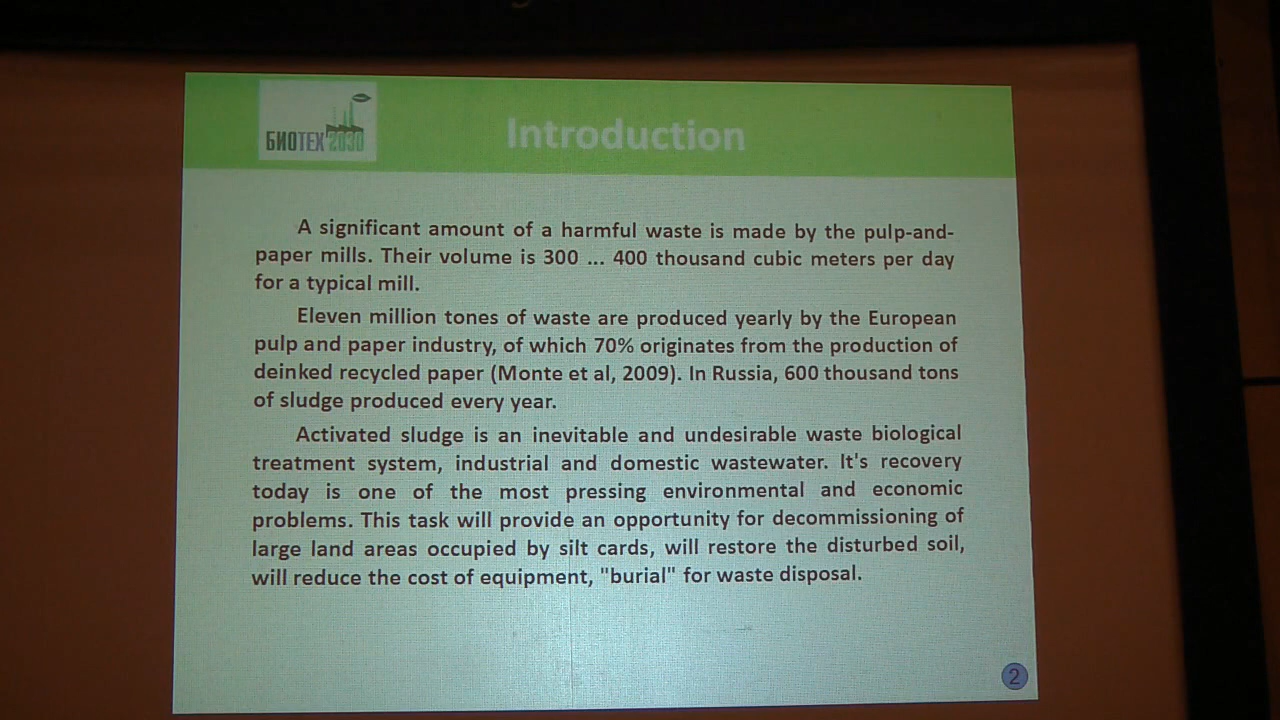 БИОТЕХ 2030
Introduction
A significant amount of a harmful waste is made by the pulp-and-
paper mills. Their volume is 300 ... 400 thousand cubic meters per day
for a typical mill.
Eleven million tones of waste are produced yearly by the European
pulp and paper industry, of which 70% originates from the production of
deinked recycled paper (Monte et al, 2009). In Russia, 600 thousand tons
of sludge produced every year.
Activated sludge is an inevitable and undesirable waste biological
treatment system, industrial and domestic wastewater. It's recovery
today is one of the most pressing environmental and economic
problems. This task will provide an opportunity for decommissioning of
large land areas occupied by silt cards, will restore the disturbed soil,
will reduce the cost of equipment, "burial" for waste disposal.
2